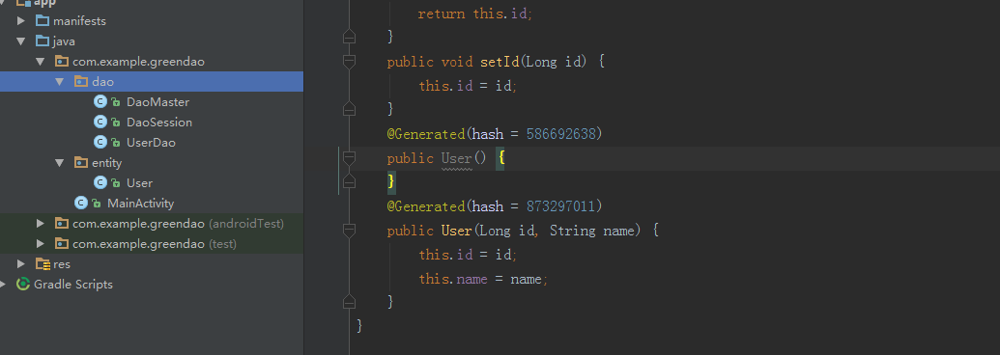 app
manifests
java
com.example.greendao
dao
DaoMaster
DaoSession
UserDao
entity
User
MainActivity
com.example.greendao (androidTest)
com.example.greendao (test)
res
Gradle Scripts
return this.id;
}
public void setId(Long id) {
this.id = id;
}
@Generated(hash = 586692638)
public User() {
}
@Generated(hash = 873297011)
public User(Long id, String name) {
this.id = id;
this.name = name;
}
}